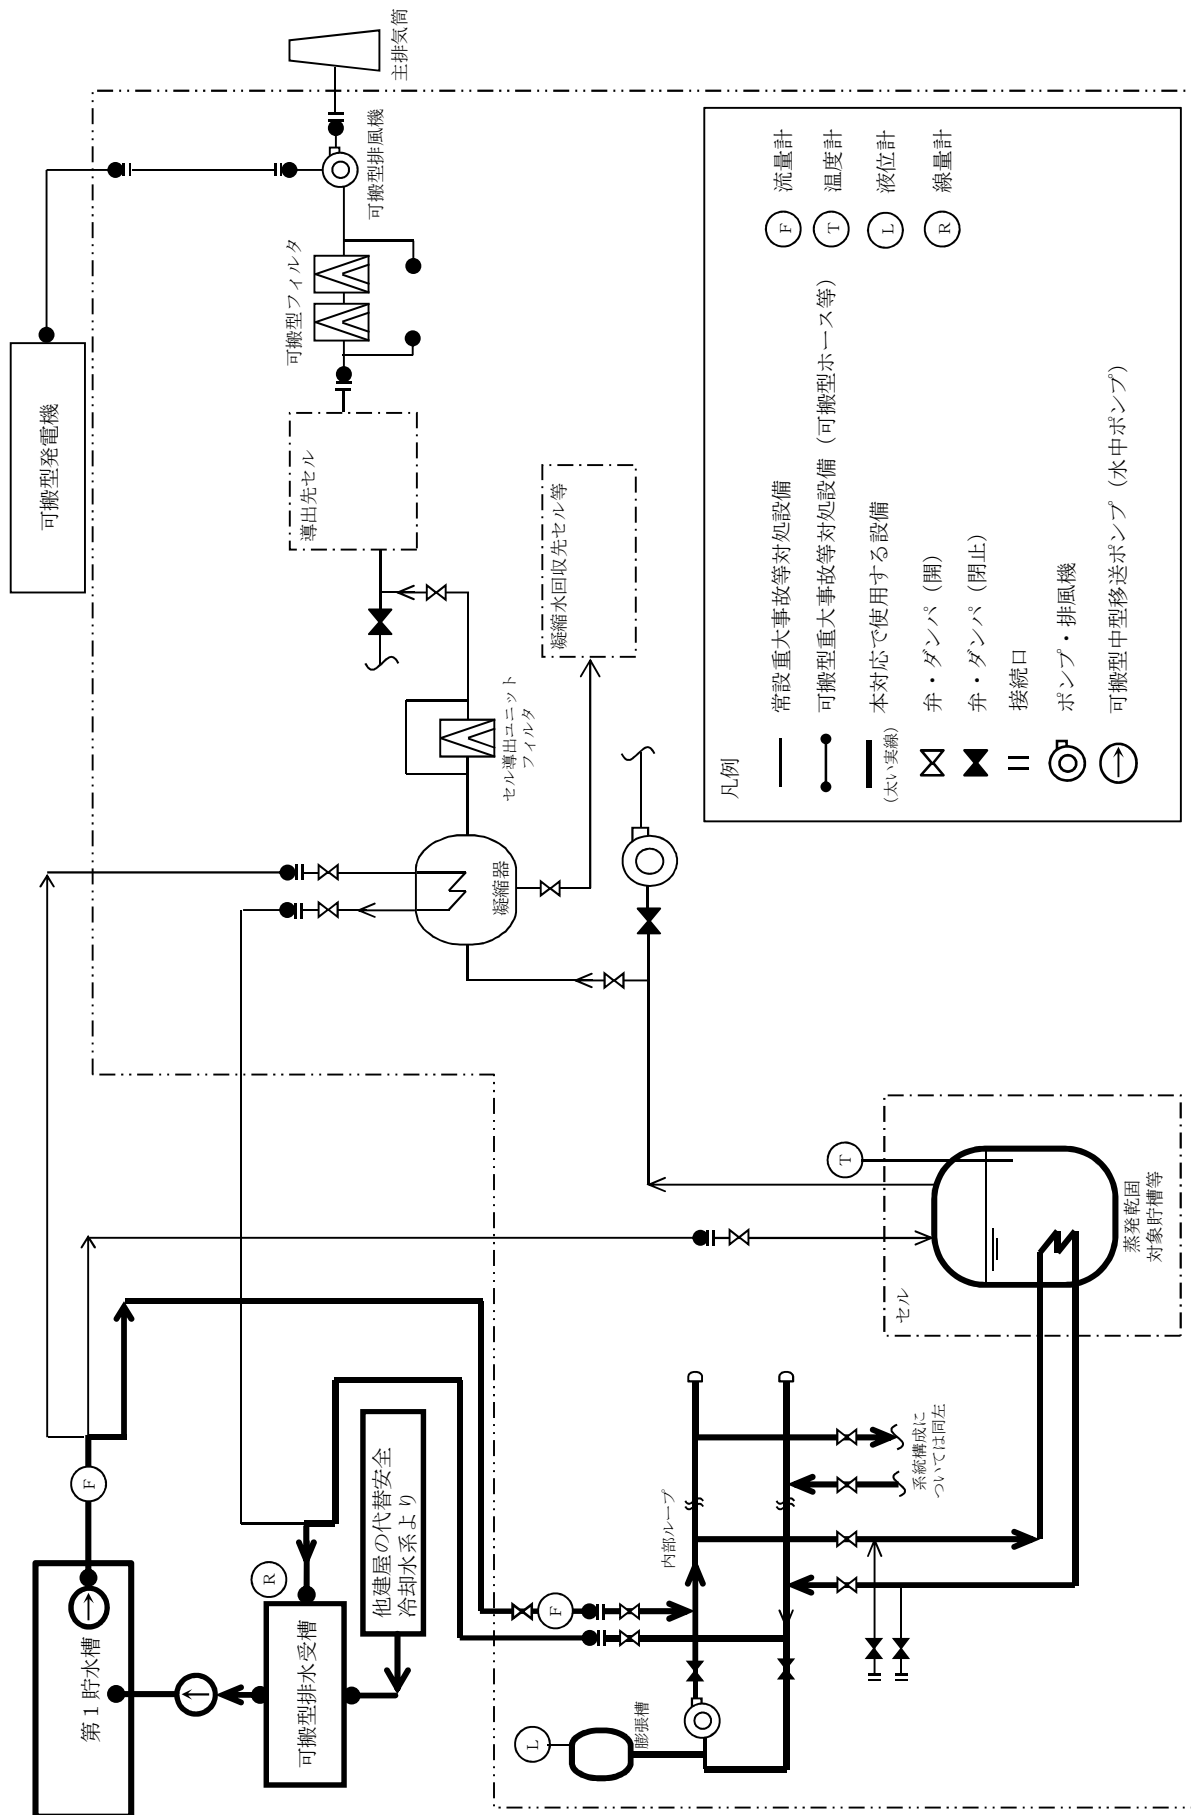 主排気筒
可搬型排風機
可搬型フィルタ
可搬型発電機
導出先セル
凝縮水回収先セル等
セル導出ユニット
フィルタ
凝縮器
F
第1貯水槽
R
可搬型排水受槽
他建屋の代替安全
冷却水系より
F
L
膨張槽
内部ループ
系統構成に
ついては同左
T
セル
蒸発乾固
対象貯槽等
凡例
常設重大事故等対処設備
可搬型重大事故等対処設備（可搬型ホース等）
本対応で使用する設備
（太い実線）
弁・ダンパ（開）
弁・ダンパ（閉止）
接続口
ポンプ・排風機
可搬型中型移送ポンプ（水中ポンプ）
F
流量計
T
温度計
L
液位計
R
線量計